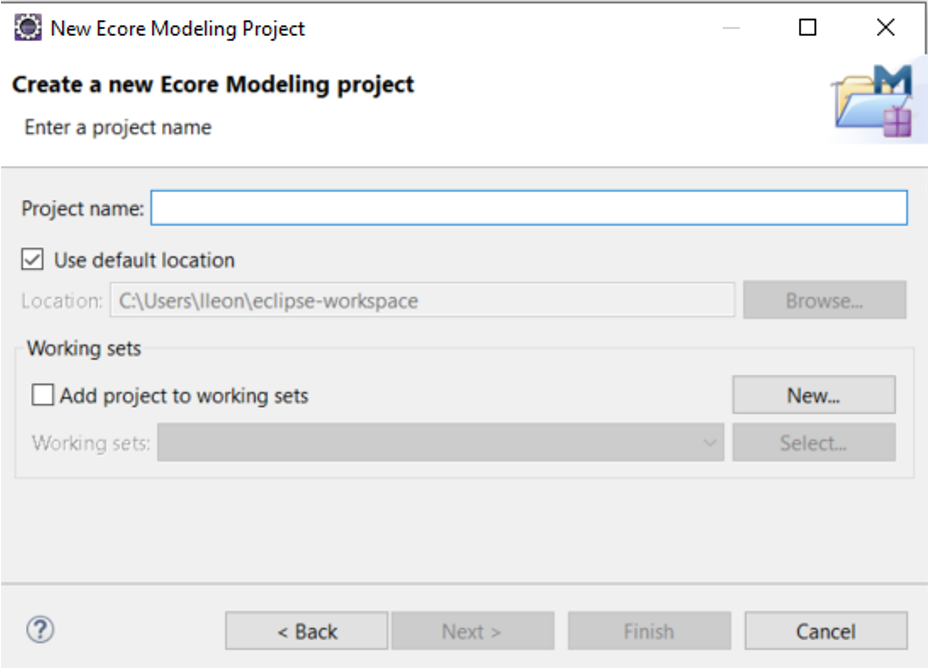 New Ecore Modeling Project
Create a new Ecore Modeling project
Enter a project name
Project name:
Use default location
Location: C:\Users\lleon\eclipse-workspace Browse...
Working sets
Add project to working sets New...
Working sets: Select...
? < Back Next > Finish Cancel